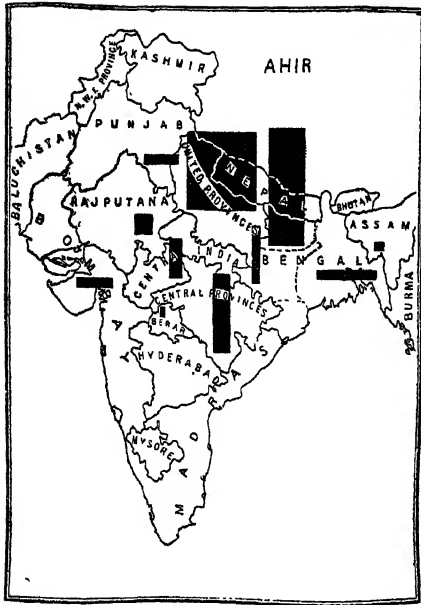 AHIR
KASHMIR
N.W.F. PROVINCE
PUNJAB
BALUCHISTAN
UNITED PROVINCES
NEPAL
BHUTAN
RAJPUTANA
ASSAM
BOMBAY
CENTRAL
INDIA
BENGAL
CENTRAL PROVINCES
BURMA
BERAR
HYDERABAD
MADRAS
MYSORE